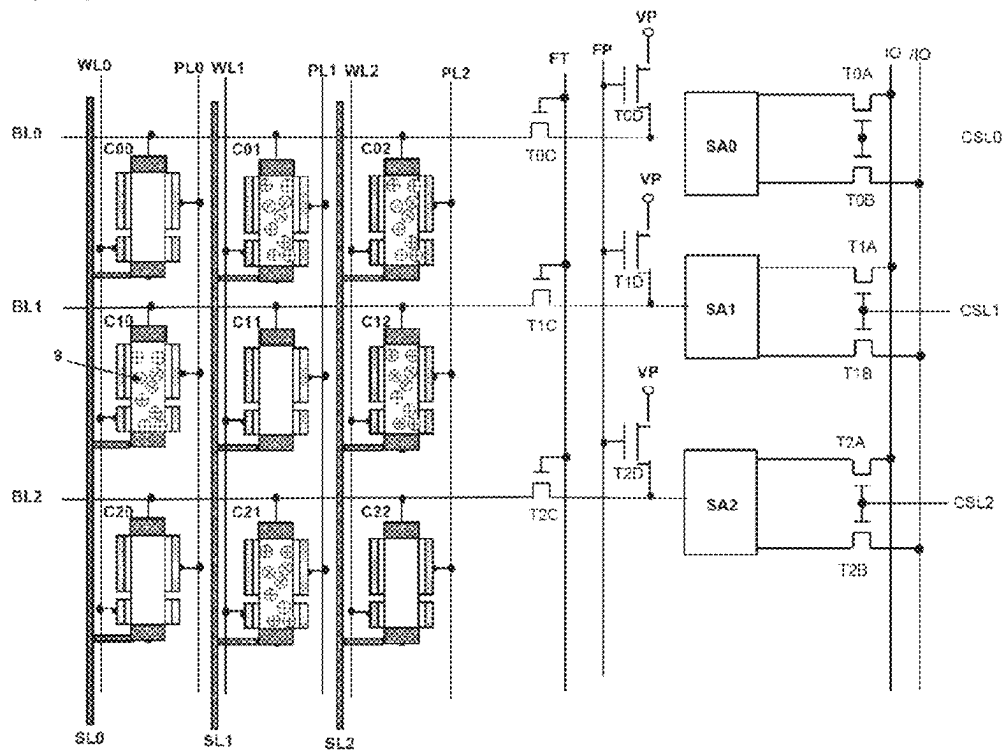 VP
WL0 PL0 WL1 PL1 WL2 PL2 FT FP T0A IO /IO
T0D
BL0 C00 C01 C02 T0C SA0 CSL0
VP
T0B
T1A
T1D
BL1 C10 C11 C12 T1C SA1 CSL1
9
VP
T1B
T2A
T2D
BL2 C20 C21 C22 T2C SA2 CSL2
T2B
SL0 SL1 SL2